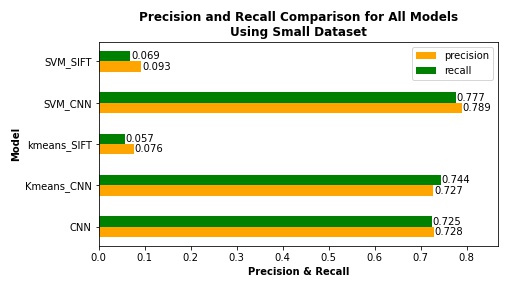 Precision and Recall Comparison for All Models
Using Small Dataset
precision
recall
SVM_SIFT
0.069
0.093
SVM_CNN
0.777
0.789
kmeans_SIFT
0.057
0.076
Kmeans_CNN
0.744
0.727
CNN
0.725
0.728
Model
0.0 0.1 0.2 0.3 0.4 0.5 0.6 0.7 0.8
Precision & Recall